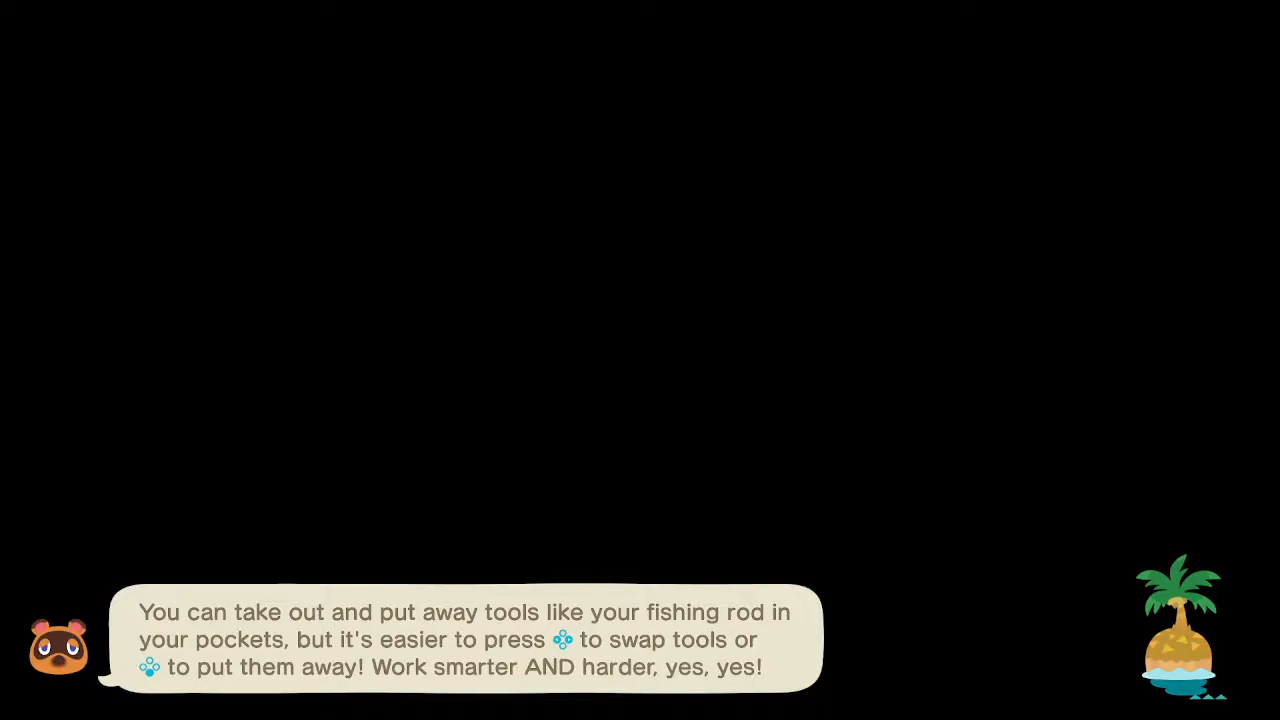 You can take out and put away tools like your fishing rod in
your pockets, but it's easier to press to swap tools or
to put them away! Work smarter AND harder, yes, yes!